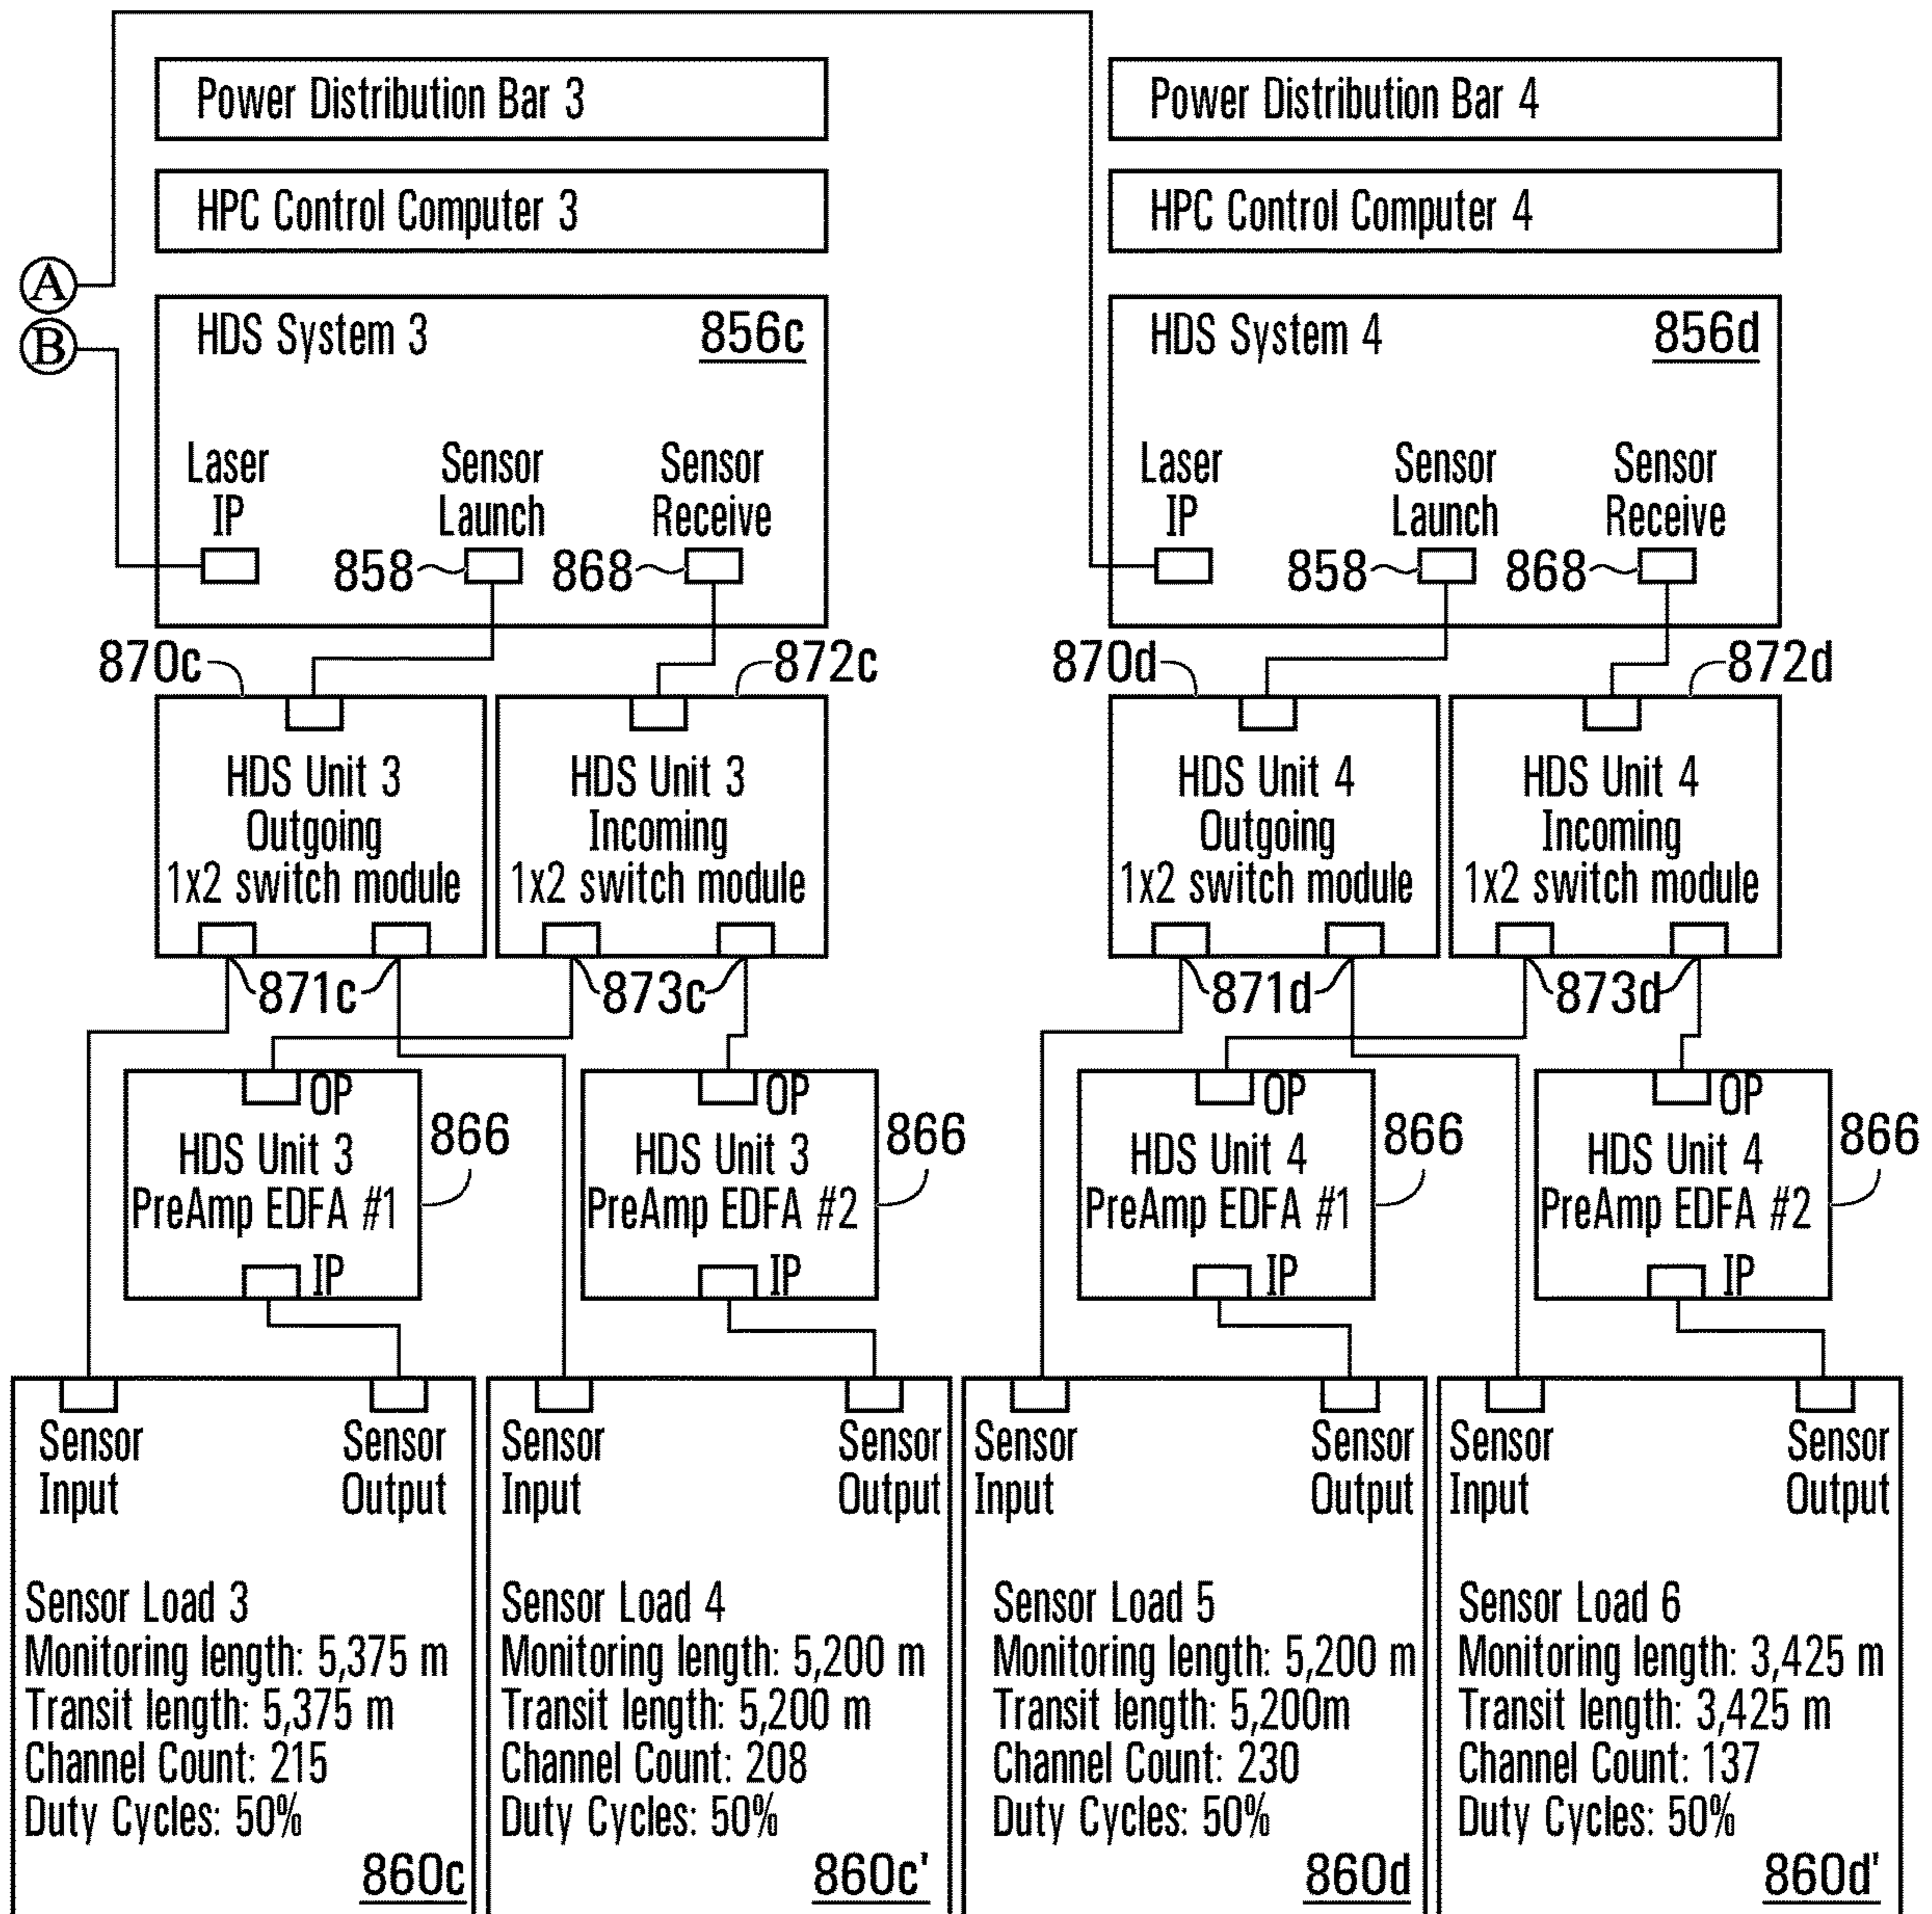 Power Distribution Bar 3
Power Distribution Bar 4
HPC Control Computer 3
HPC Control Computer 4
A
B
HDS System 3
856c
Laser
IP
Sensor
Launch
Sensor
Receive
858
868
HDS System 4
856d
Laser
IP
Sensor
Launch
Sensor
Receive
858
868
870c
872c
870d
872d
HDS Unit 3
Outgoing
1x2 switch module
HDS Unit 3
Incoming
1x2 switch module
HDS Unit 4
Outgoing
1x2 switch module
HDS Unit 4
Incoming
1x2 switch module
871c
873c
871d
873d
OP
HDS Unit 3
PreAmp EDFA #1
IP
866
OP
HDS Unit 3
PreAmp EDFA #2
IP
866
OP
HDS Unit 4
PreAmp EDFA #1
IP
866
OP
HDS Unit 4
PreAmp EDFA #2
IP
866
Sensor
Input
Sensor
Output
Sensor Load 3
Monitoring length: 5,375 m
Transit length: 5,375 m
Channel Count: 215
Duty Cycles: 50%
860c
Sensor
Input
Sensor
Output
Sensor Load 4
Monitoring length: 5,200 m
Transit length: 5,200 m
Channel Count: 208
Duty Cycles: 50%
860c'
Sensor
Input
Sensor
Output
Sensor Load 5
Monitoring length: 5,200 m
Transit length: 5,200m
Channel Count: 230
Duty Cycles: 50%
860d
Sensor
Input
Sensor
Output
Sensor Load 6
Monitoring length: 3,425 m
Transit length: 3,425 m
Channel Count: 137
Duty Cycles: 50%
860d'